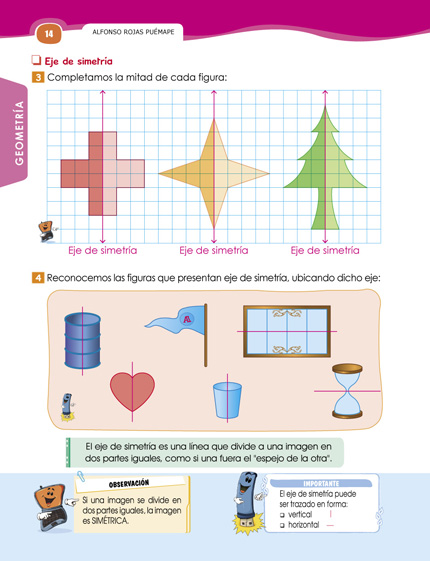 14
ALFONSO ROJAS PUÉMAPE
GEOMETRÍA
Eje de simetría
3 Completamos la mitad de cada figura:
Eje de simetría
Eje de simetría
Eje de simetría
4 Reconocemos las figuras que presentan eje de simetría, ubicando dicho eje:
El eje de simetría es una línea que divide a una imagen en
dos partes iguales, como si una fuera el "espejo de la otra".
OBSERVACIÓN
Si una imagen se divide en
dos partes iguales, la imagen
es SIMÉTRICA.
IMPORTANTE
El eje de simetría puede
ser trazado en forma:
vertical
horizontal